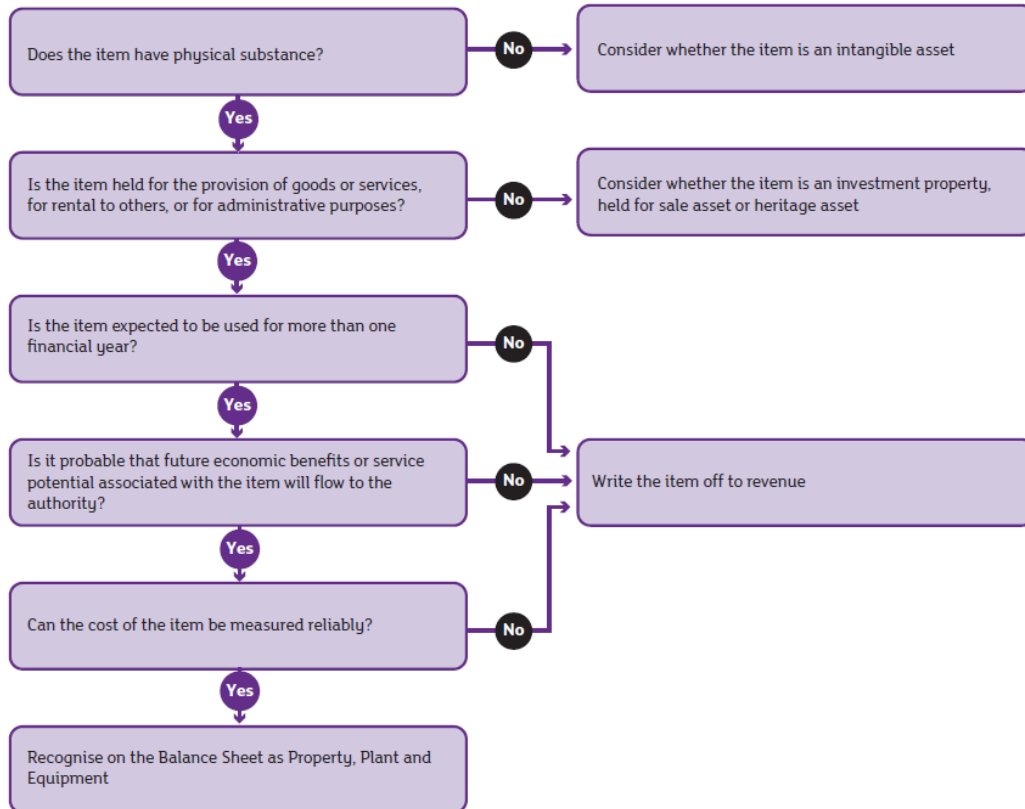 Does the item have physical substance?
No
Consider whether the item is an intangible asset
Yes
Is the item held for the provision of goods or services,
for rental to others, or for administrative purposes?
No
Consider whether the item is an investment property,
held for sale asset or heritage asset
Yes
Is the item expected to be used for more than one
financial year?
No
Yes
Is it probable that future economic benefits or service
potential associated with the item will flow to the
authority?
No
Write the item off to revenue
Yes
Can the cost of the item be measured reliably?
No
Yes
Recognise on the Balance Sheet as Property, Plant and
Equipment